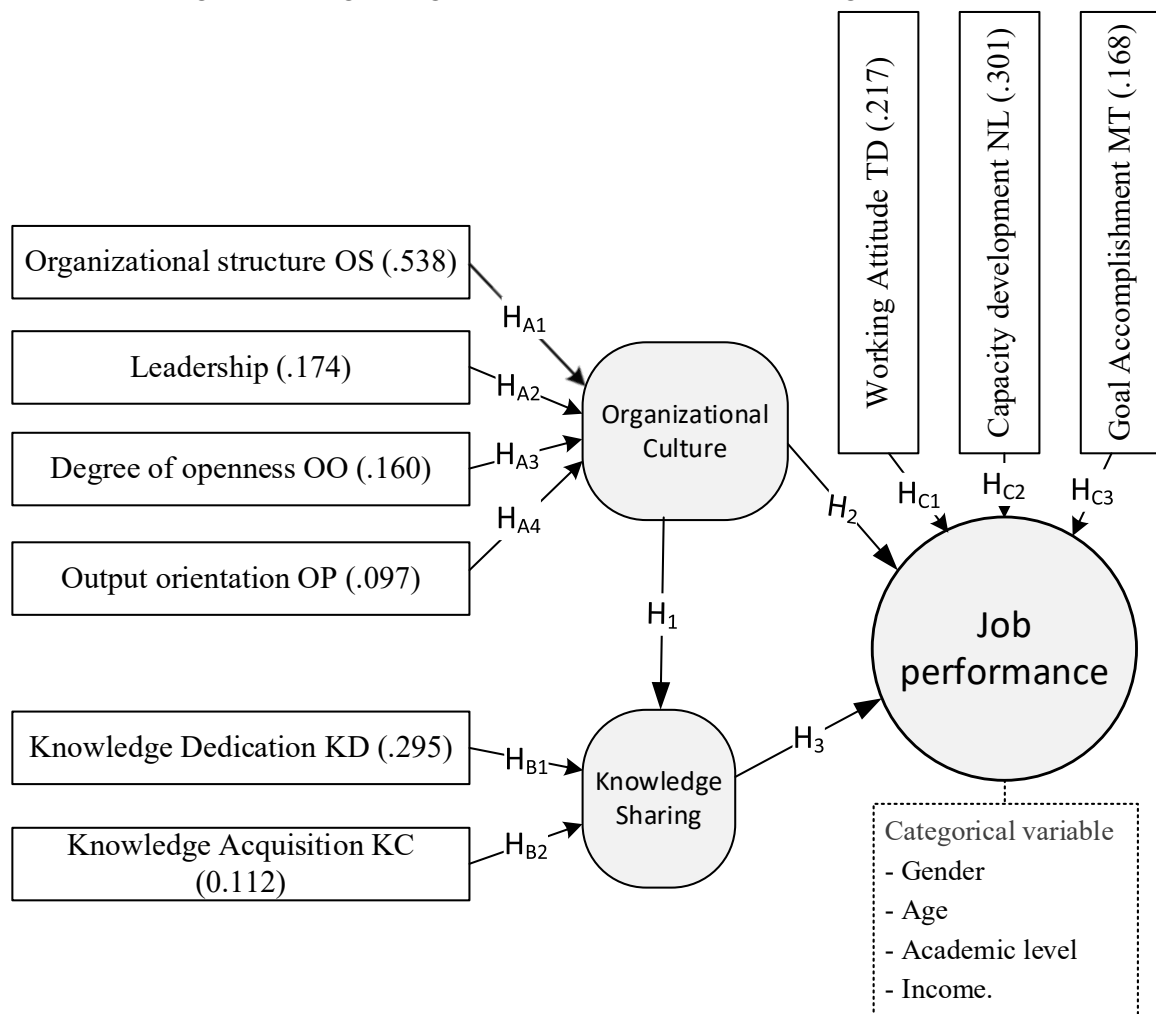 Working Attitude TD (.217)
Capacity development NL (.301)
Goal Accomplishment MT (.168)
Organizational structure OS (.538)
Leadership (.174)
Degree of openness OO (.160)
Output orientation OP (.097)
Knowledge Dedication KD (.295)
Knowledge Acquisition KC
(0.112)
HA1
HA2
HA3
HA4
HB1
HB2
Organizational
Culture
H1
Knowledge
Sharing
H2
H3
HC1
HC2
HC3
Job
performance
Categorical variable
- Gender
- Age
- Academic level
- Income.